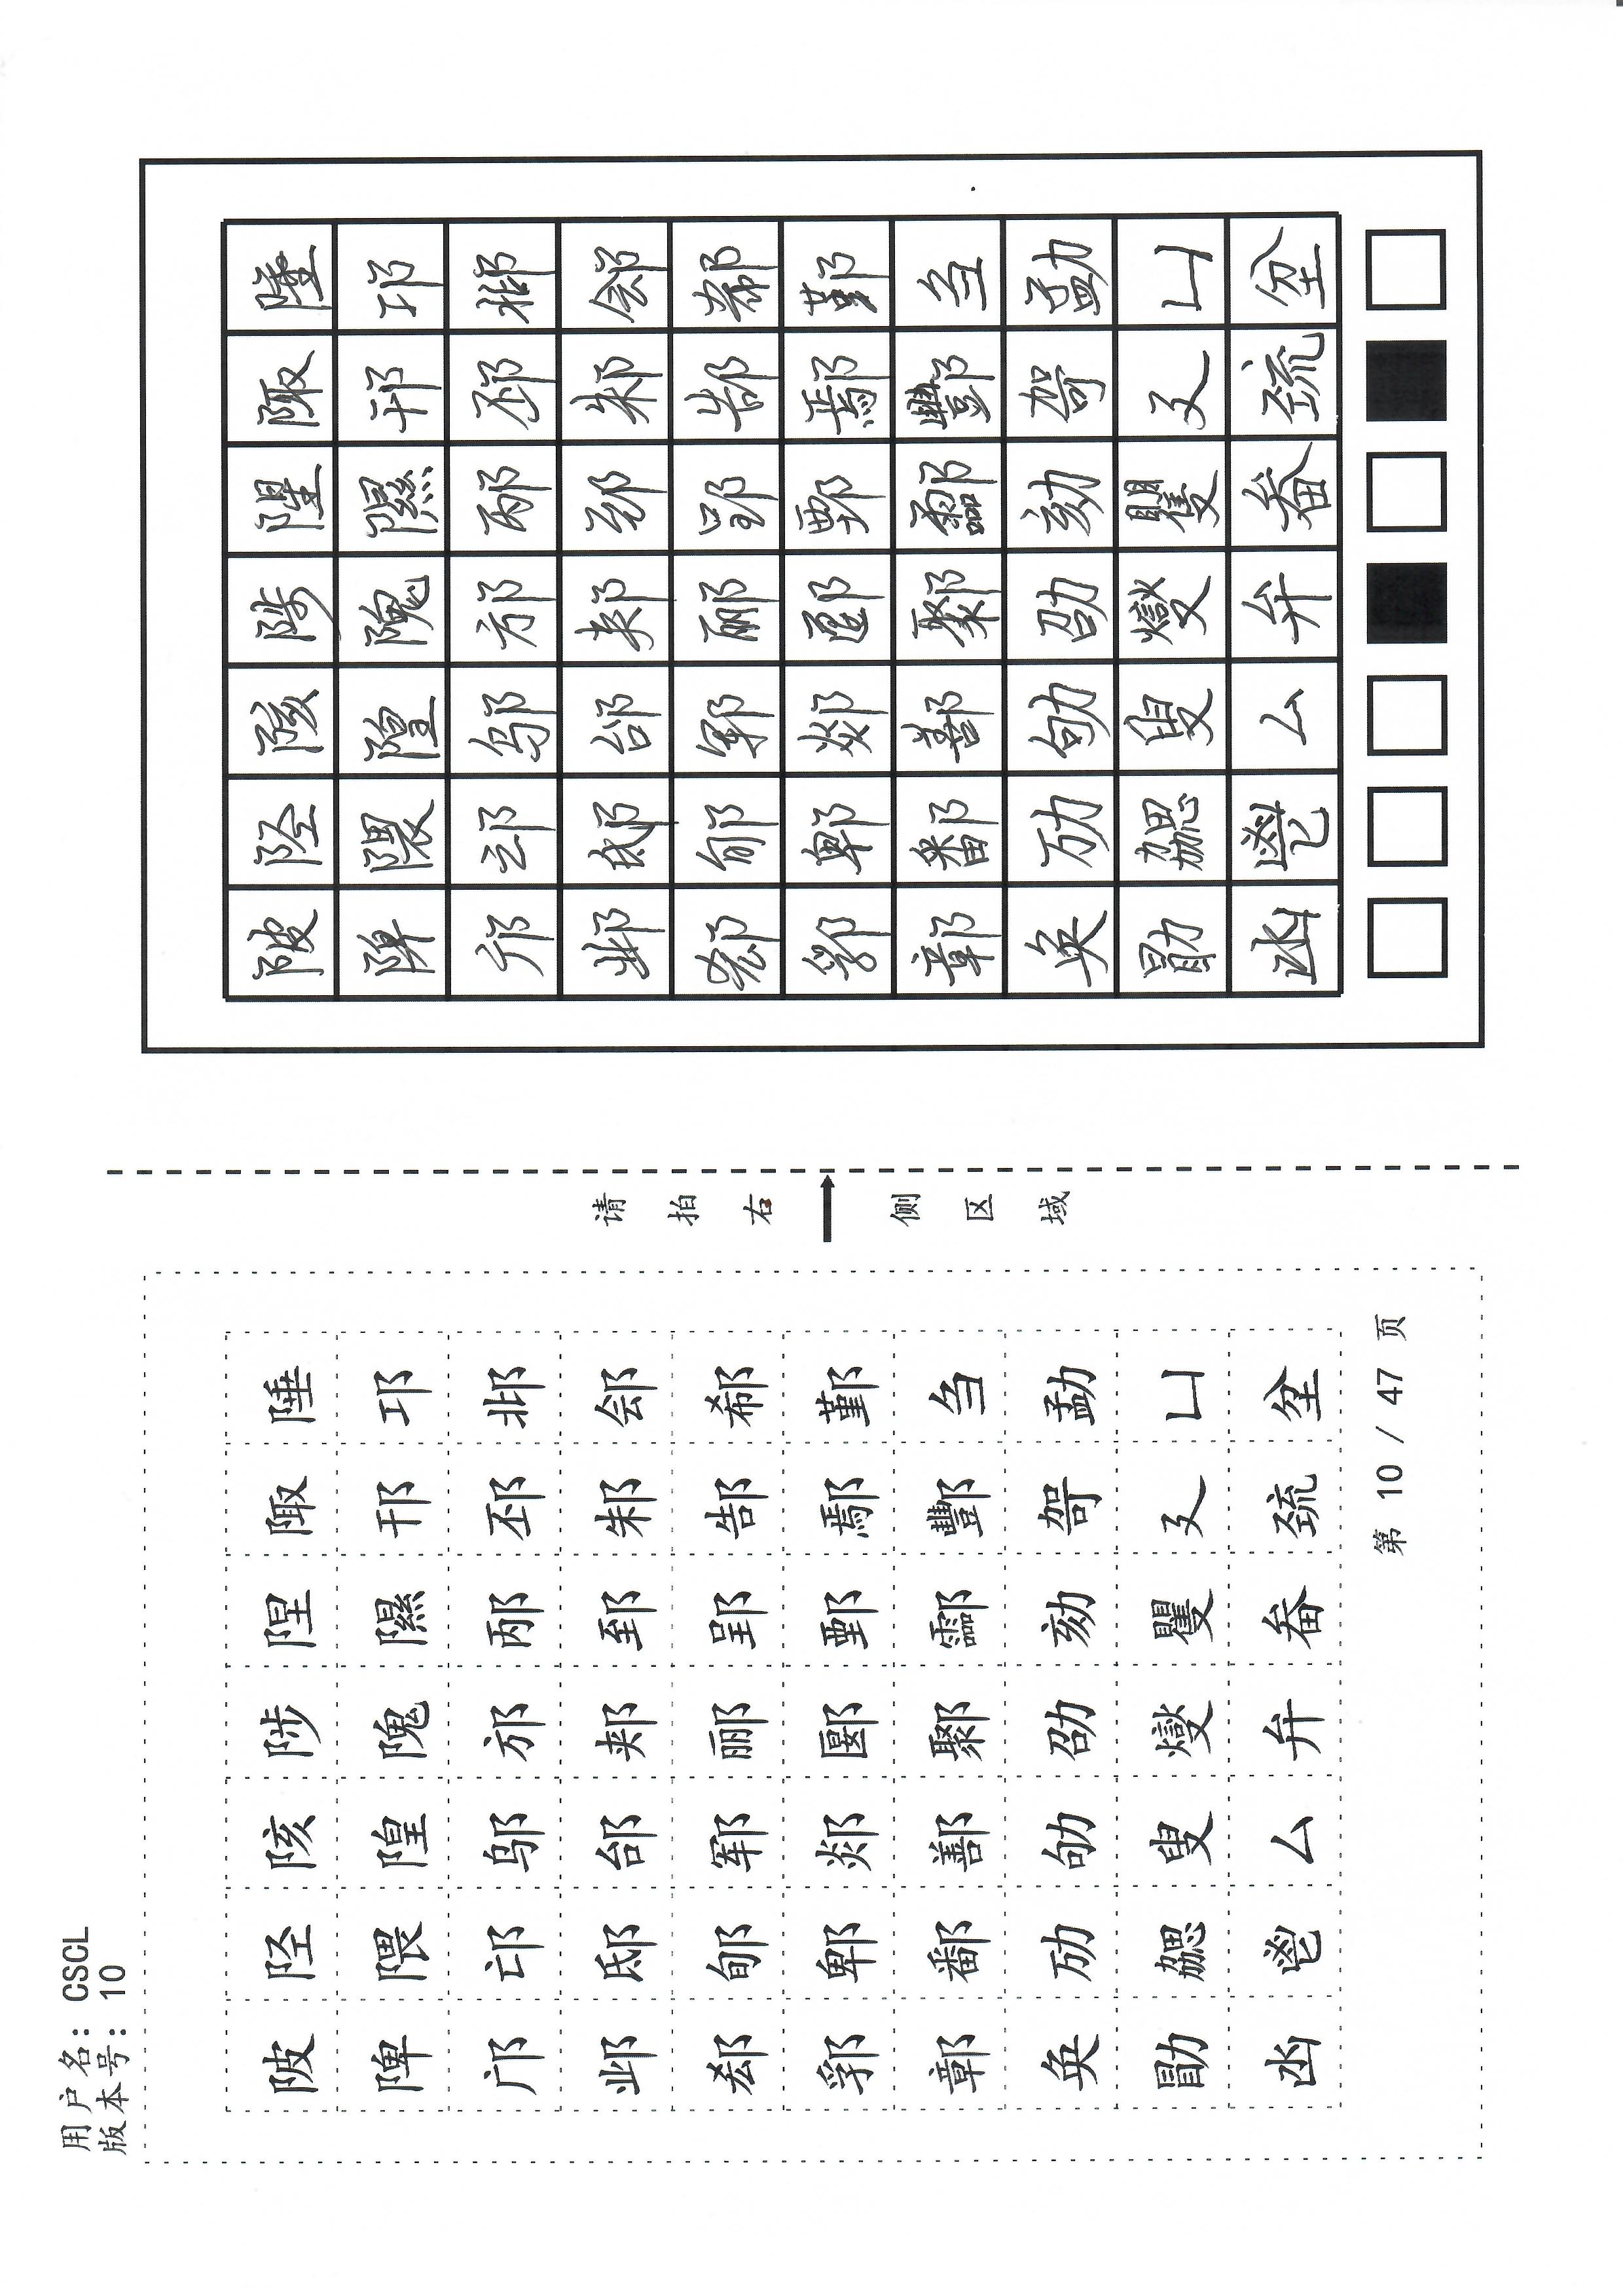 用户名: CSCL
版本号: 10
陂 陉 陔 陟 陧 陬 陲
陴 隈 隍 隗 隰 邗 邛
邝 邙 邬 邡 邴 邳 邶
邺 邸 邰 郏 郅 邾 郐
郄 郇 郓 郦 郢 郜 郗
郛 郫 郯 郾 鄄 鄢 鄞
鄣 鄱 鄯 鄹 酃 酆 刍
奂 劢 劬 劭 劾 哿 勐
勖 勰 叟 燮 矍 廴 凵
凼 鬯 厶 弁 畚 巯 坌
第 10 / 47 页
请拍右侧区域
陂 陉 陔 陟 陧 陬 陲
陴 隈 隍 隗 隰 邗 邛
邝 邙 邬 邡 邴 邳 邶
邺 邸 邰 郏 郅 邾 郐
郄 郇 郓 郦 郢 郜 郗
郛 郫 郯 郾 鄄 鄢 鄞
鄣 鄱 鄯 鄹 酃 酆 刍
奂 劢 劬 劭 劾 哿 勐
勖 勰 叟 燮 矍 廴 凵
凼 鬯 厶 弁 畚 巯 坌